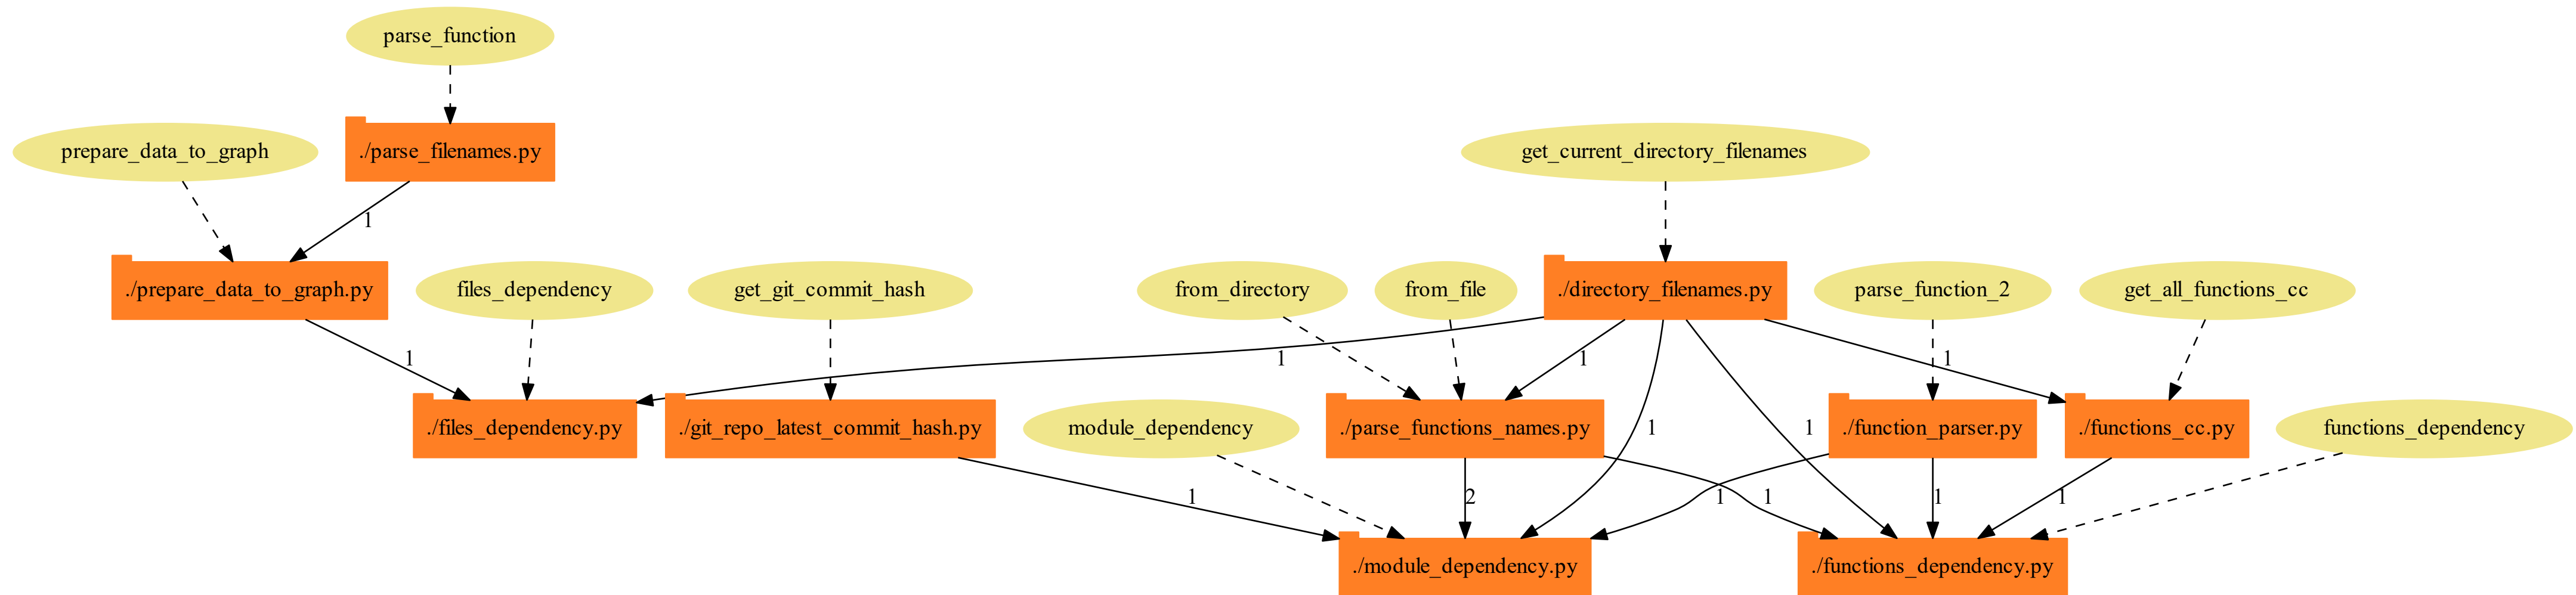 parse_function
prepare_data_to_graph
./parse_filenames.py
get_current_directory_filenames
1
./prepare_data_to_graph.py
files_dependency
get_git_commit_hash
from_directory
from_file
./directory_filenames.py
parse_function_2
get_all_functions_cc
1
1
1
1
./files_dependency.py
./git_repo_latest_commit_hash.py
module_dependency
./parse_functions_names.py
1
1
./function_parser.py
./functions_cc.py
functions_dependency
1
2
1
1
1
1
./module_dependency.py
./functions_dependency.py